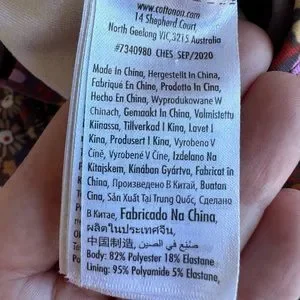 www.cottonon.com
14 Shepherd Court
North Geelong VIC, 3215 Australia
#7340980 CHES SEP/2020
Made In China, Hergestellt In China,
Fabriqué En Chine, Prodotto In Cina,
Hecho En China, Wyprodukowane W
Chinach, Gemaakt In China, Valmistettu
Kiinassa, Tillverkad I Kina, Lavet I
Kina, Produsert I Kina, Vyrobeno V
Číně, Vyrobené V Číne, Izdelano Na
Kitajskem, Kínában Gyártva, Fabricat în
China, Произведено В Китай, Buatan
Cina, Sản Xuất Tại Trung Quốc, Сделано
В Китае, Fabricado Na China,
ผลิตในประเทศจีน,
中国制造, صنع في الصين
Body: 82% Polyester 18% Elastane
Lining: 95% Polyamide 5% Elastane,